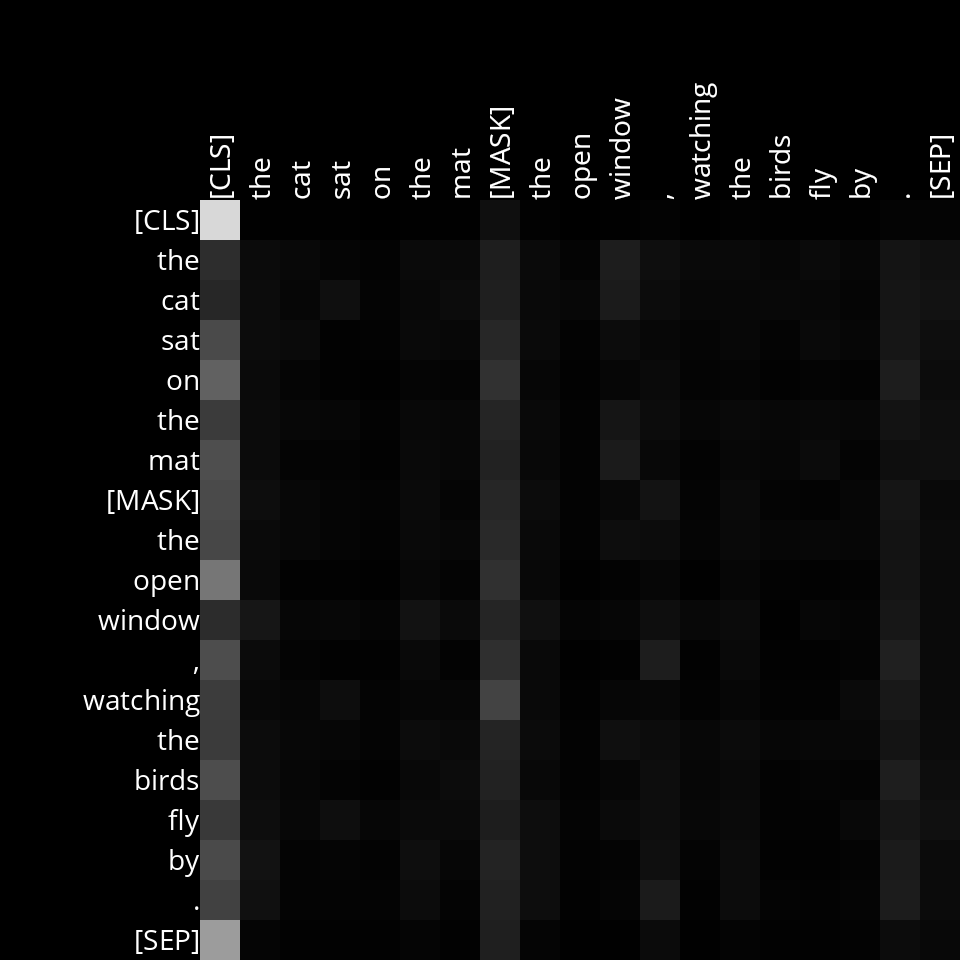 [CLS] the cat sat on the mat [MASK] the open window , watching the birds fly by . [SEP]
[CLS]
the
cat
sat
on
the
mat
[MASK]
the
open
window
,
watching
the
birds
fly
by
.
[SEP]